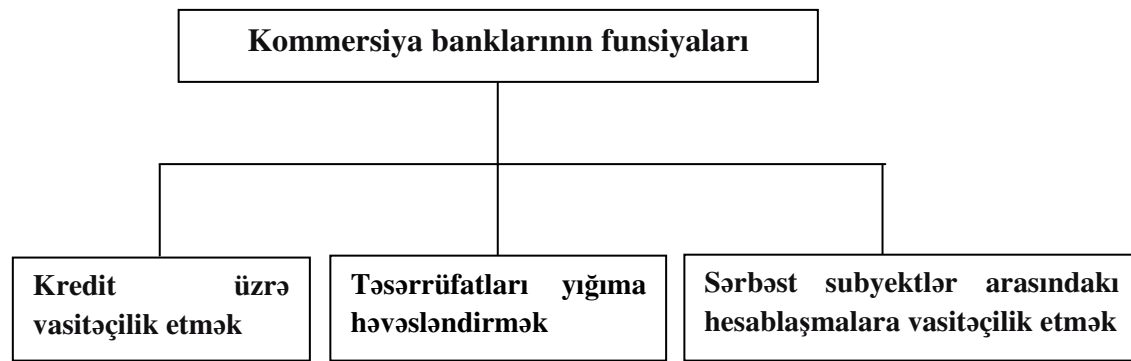 Kommersiya banklarının funsiyaları
Kredit üzrə
vasitəçilik etmək
Təsərrüfatları yığıma
həvəsləndirmək
Sərbəst subyektlər arasındakı
hesablaşmalara vasitəçilik etmək